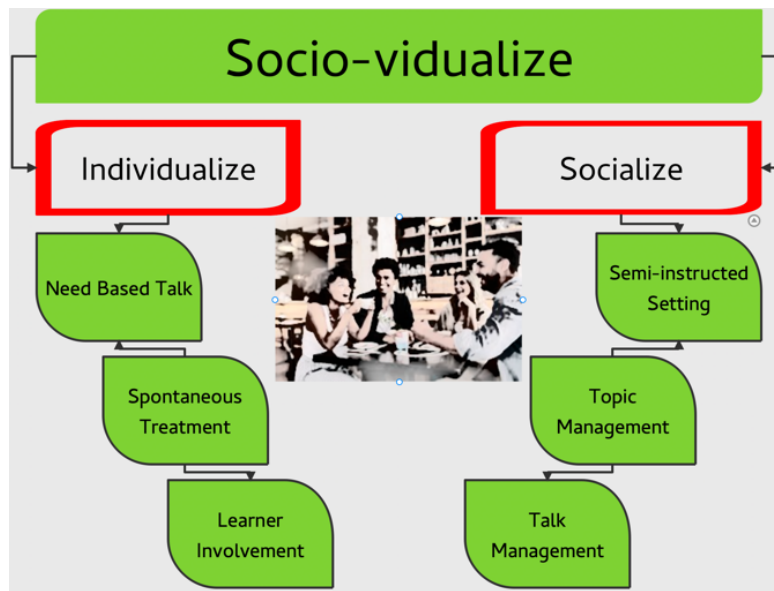 Socio-vidualize
Individualize
Socialize
Need Based Talk
Semi-instructed
Setting
Spontaneous
Treatment
Topic
Management
Learner
Involvement
Talk
Management